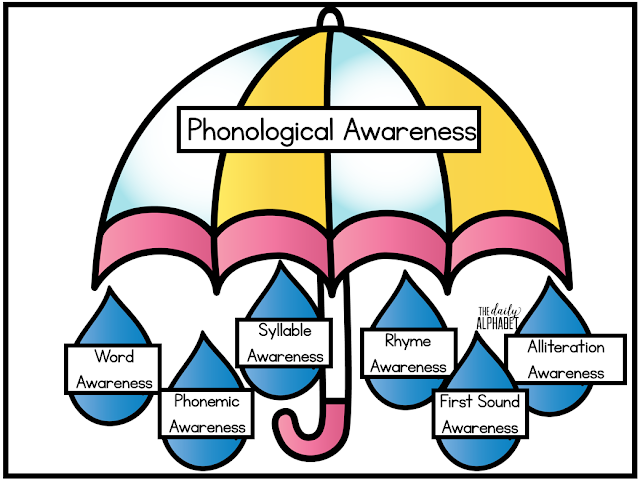 Phonological Awareness
Word
Awareness
Phonemic
Awareness
Syllable
Awareness
Rhyme
Awareness
THE daily
ALPHABET
First Sound
Awareness
Alliteration
Awareness